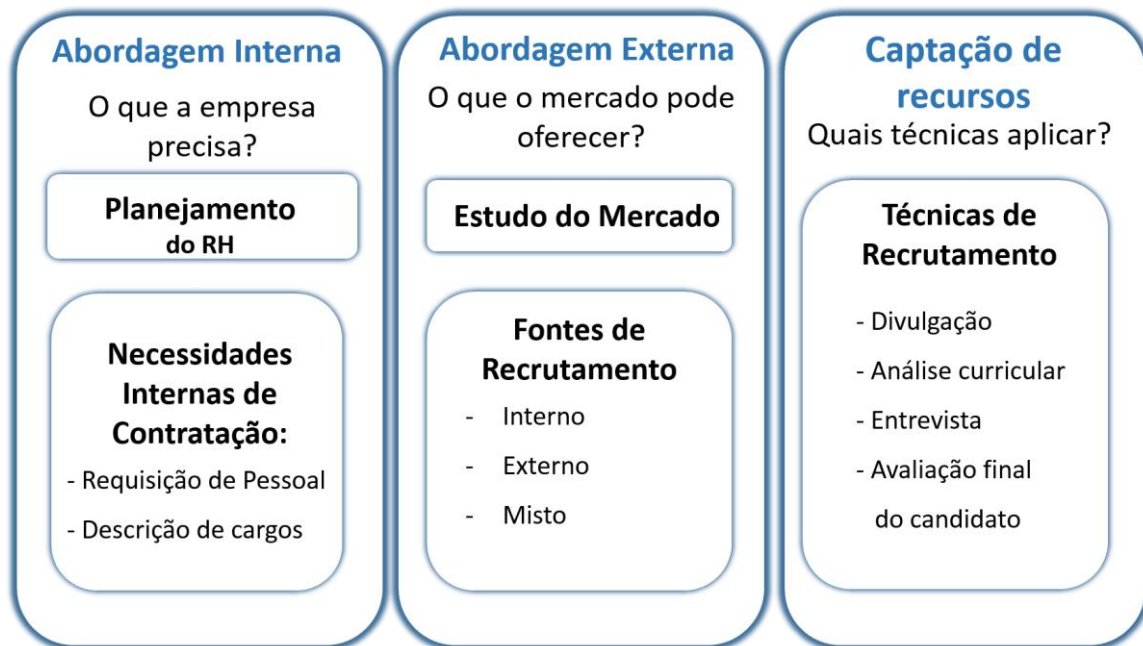 Abordagem Interna
O que a empresa
precisa?
Planejamento
do RH
Necessidades
Internas de
Contratação:
- Requisição de Pessoal
- Descrição de cargos
Abordagem Externa
O que o mercado pode
oferecer?
Estudo do Mercado
Fontes de
Recrutamento
- Interno
- Externo
- Misto
Captação de
recursos
Quais técnicas aplicar?
Técnicas de
Recrutamento
- Divulgação
- Análise curricular
- Entrevista
- Avaliação final
do candidato